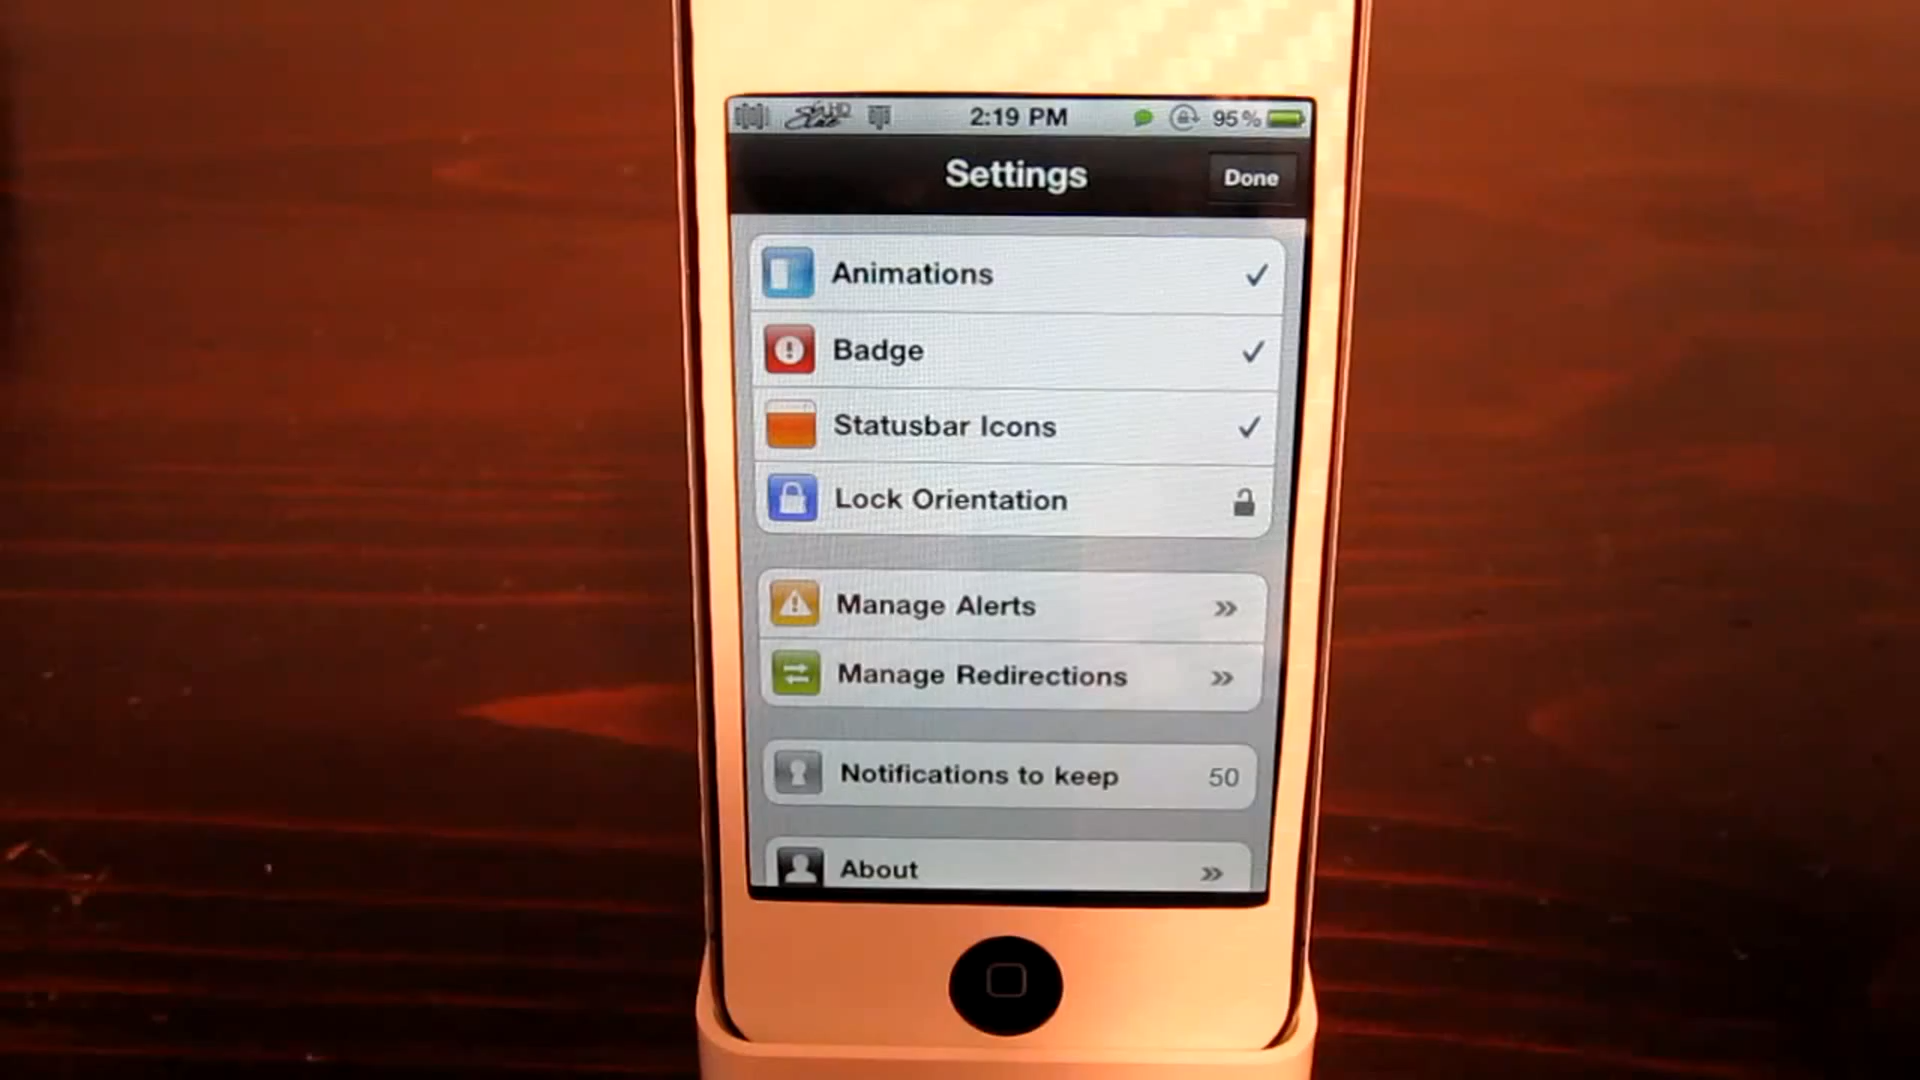 2:19 PM 95%
Settings
Done
Animations
Badge
Statusbar Icons
Lock Orientation
Manage Alerts
Manage Redirections
Notifications to keep 50
About